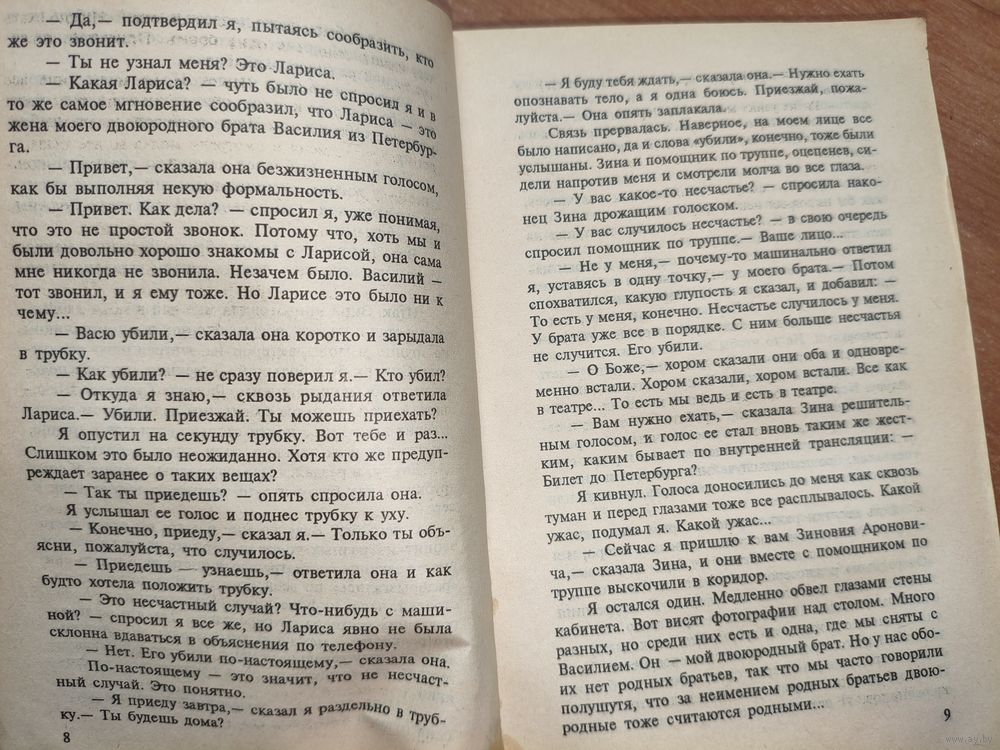 — Да,— подтвердил я, пытаясь сообразить, кто
же это звонит.
— Ты не узнал меня? Это Лариса.
— Какая Лариса? — чуть было не спросил я и в
то же самое мгновение сообразил, что Лариса — это
жена моего двоюродного брата Василия из Петербур-
га.
— Привет,— сказала она безжизненным голосом,
как бы выполняя некую формальность.
— Привет. Как дела? — спросил я, уже понимая,
что это не простой звонок. Потому что, хоть мы и
были довольно хорошо знакомы с Ларисой, она сама
мне никогда не звонила. Незачем было. Василий —
тот звонил, и я ему тоже. Но Ларисе это было ни к
чему...
— Васю убили,— сказала она коротко и зарыдала
в трубку.
— Как убили? — не сразу поверил я.— Кто убил?
— Откуда я знаю,— сквозь рыдания ответила
Лариса.— Убили. Приезжай. Ты можешь приехать?
Я опустил на секунду трубку. Вот тебе и раз...
Слишком это было неожиданно. Хотя кто же предуп-
реждает заранее о таких вещах?
— Так ты приедешь? — опять спросила она.
Я услышал ее голос и поднес трубку к уху.
— Конечно, приеду,— сказал я.— Только ты объ-
ясни, пожалуйста, что случилось.
— Приедешь — узнаешь,— ответила она и как
будто хотела положить трубку.
— Это несчастный случай? Что-нибудь с маши-
ной? — спросил я все же, но Лариса явно не была
склонна вдаваться в объяснения по телефону.
— Нет. Его убили по-настоящему,— сказала она.
По-настоящему — это значит, что не несчаст-
ный случай. Это понятно.
— Я приеду завтра,— сказал я раздельно в труб-
ку.— Ты будешь дома?
8
— Я буду тебя ждать,— сказала она.— Нужно ехать
опознавать тело, а я одна боюсь. Приезжай, пожа-
луйста.— Она опять заплакала.
Связь прервалась. Наверное, на моем лице все
было написано, да и слова «убили», конечно, тоже были
услышаны. Зина и помощник по труппе, оцепенев, си-
дели напротив меня и смотрели молча во все глаза.
— У вас какое-то несчастье? — спросила нако-
нец Зина дрожащим голоском.
— У вас случилось несчастье? — в свою очередь
спросил помощник по труппе.— Ваше лицо...
— Не у меня,— почему-то машинально ответил
я, уставясь в одну точку,— у моего брата.— Потом
спохватился, какую глупость я сказал, и добавил: —
То есть у меня, конечно. Несчастье случилось у меня.
У брата уже все в порядке. С ним больше несчастья
не случится. Его убили.
— О Боже,— хором сказали они оба и одновре-
менно встали. Хором сказали, хором встали. Все как
в театре... То есть мы ведь и есть в театре.
— Вам нужно ехать,— сказала Зина решитель-
ным голосом, и голос ее стал вновь таким же жест-
ким, каким бывает по внутренней трансляции: —
Билет до Петербурга?
Я кивнул. Голоса доносились до меня как сквозь
туман и перед глазами тоже все расплывалось. Какой
ужас, подумал я. Какой ужас...
— Сейчас я пришлю к вам Зиновия Аронови-
ча,— сказала Зина, и они вместе с помощником по
труппе выскочили в коридор.
Я остался один. Медленно обвел глазами стены
кабинета. Вот висят фотографии над столом. Много
разных, но среди них есть и одна, где мы сняты с
Василием. Он — мой двоюродный брат. Но у нас обо-
их нет родных братьев, так что мы часто говорили
полушутя, что за неимением родных братьев двою-
родные тоже считаются родными...
9
www.ay.by